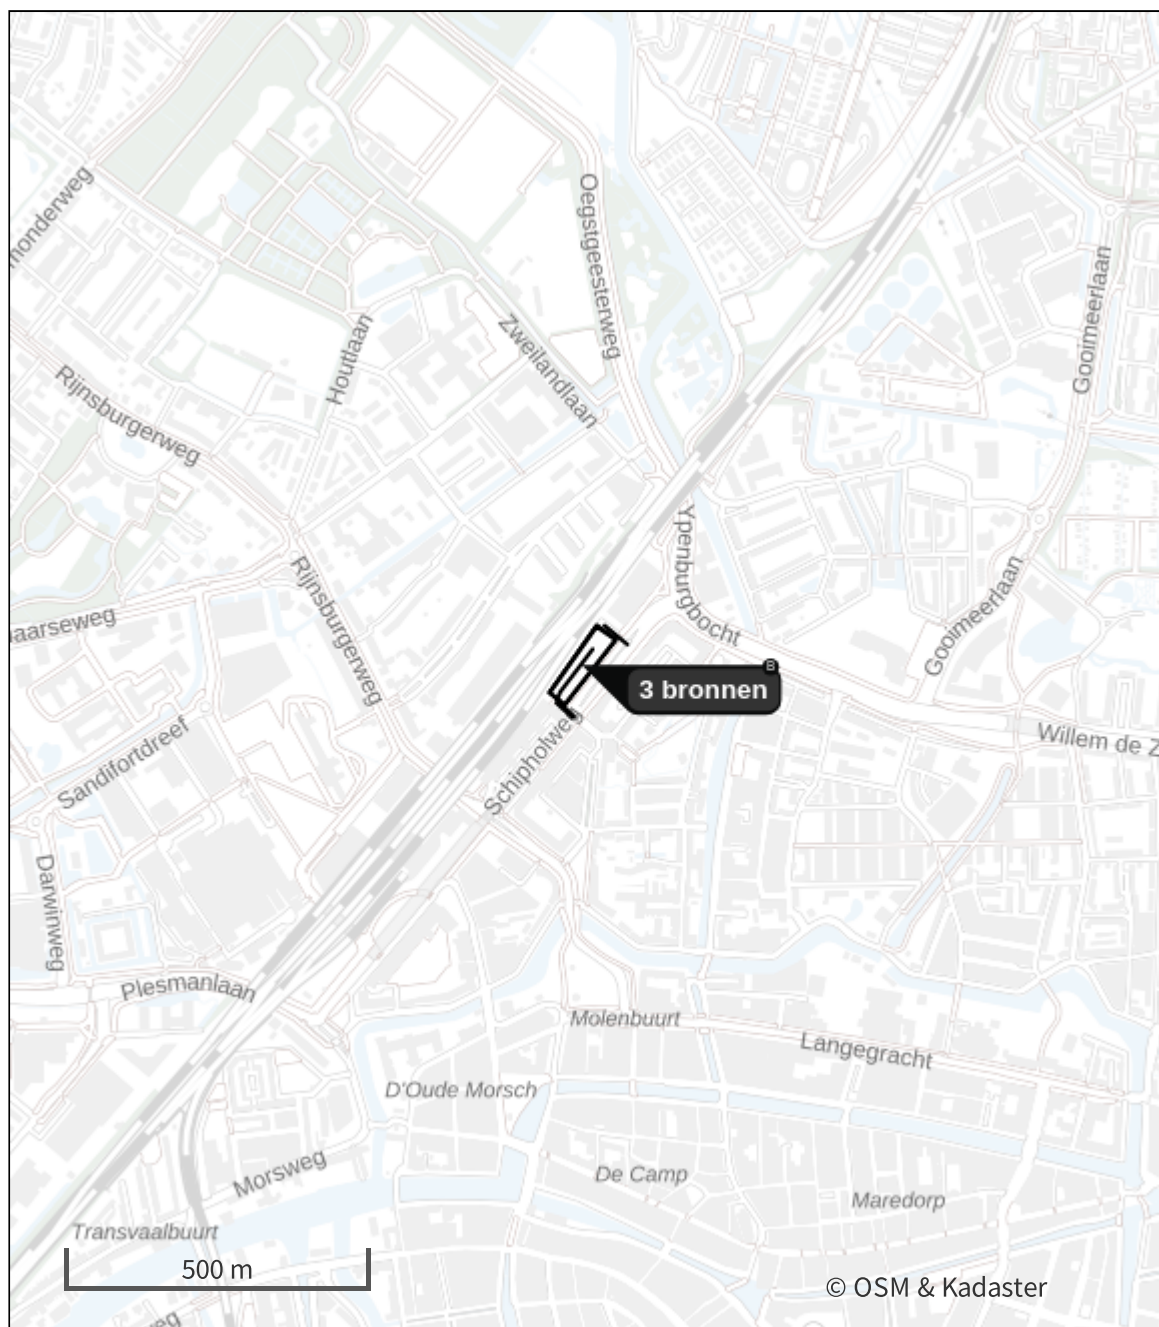 monderweg
Oegstgeesterweg
Gooimeerlaan
Houtlaan
Zweilandlaan
Rijnsburgerweg
Ypenburgbocht
Rijnsburgerweg
Gooimeerlaan
aarseweg
B
3 bronnen
Schipholweg
Willem de Z
Sandifortdreef
Darwinweg
Plesmanlaan
Molenbuurt
Langegracht
D'Oude Morsch
Morsweg
De Camp
Maredorp
Transvaalbuurt
500 m
© OSM & Kadaster